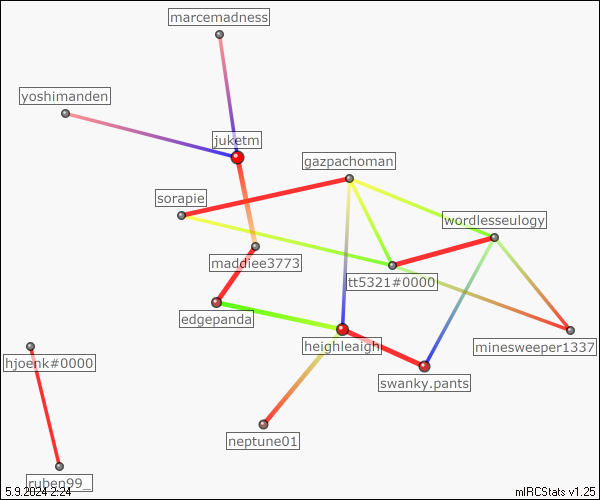 marcemadness
yoshimanden
juketm
gazpachoman
sorapie
wordlesseulogy
maddiee3773
tt5321#0000
edgepanda
heighleaigh
minesweeper1337
hjoenk#0000
swanky.pants
neptune01
ruben99_
5.9.2024 2:24
mIRCStats v1.25